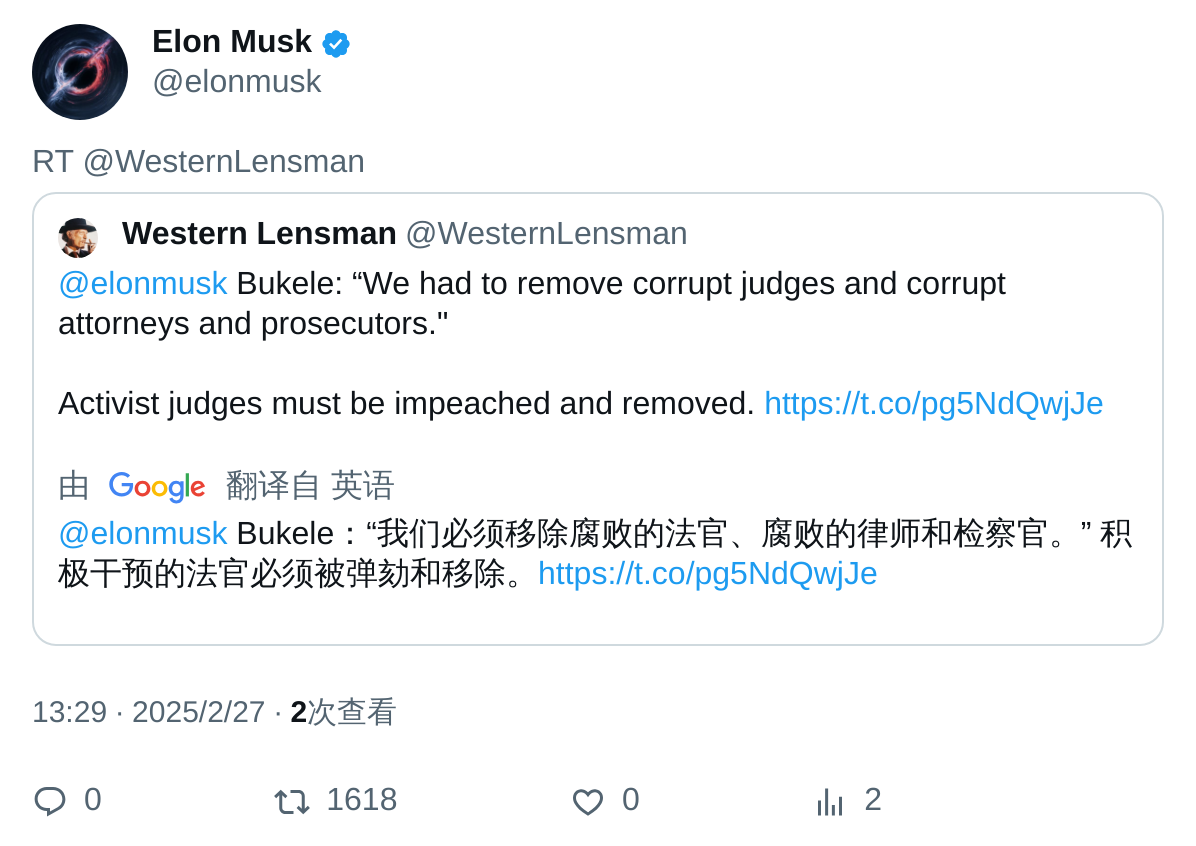 Elon Musk
@elonmusk
RT @WesternLensman
Western Lensman @WesternLensman
@elonmusk Bukele: “We had to remove corrupt judges and corrupt
attorneys and prosecutors."
Activist judges must be impeached and removed. https://t.co/pg5NdQwjJe
由 Google 翻译自 英语
@elonmusk Bukele：“我们必须移除腐败的法官、腐败的律师和检察官。” 积
极干预的法官必须被弹劾和移除。https://t.co/pg5NdQwjJe
13:29 · 2025/2/27 · 2次查看
0 1618 0 2